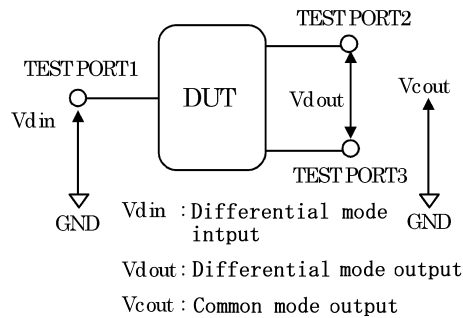 TEST PORT2
TEST PORT1
DUT
Vdin
Vdout
Vcout
TEST PORT3
GND
GND
Vdin : Differential mode
intput
Vdout : Differential mode output
Vcout : Common mode output